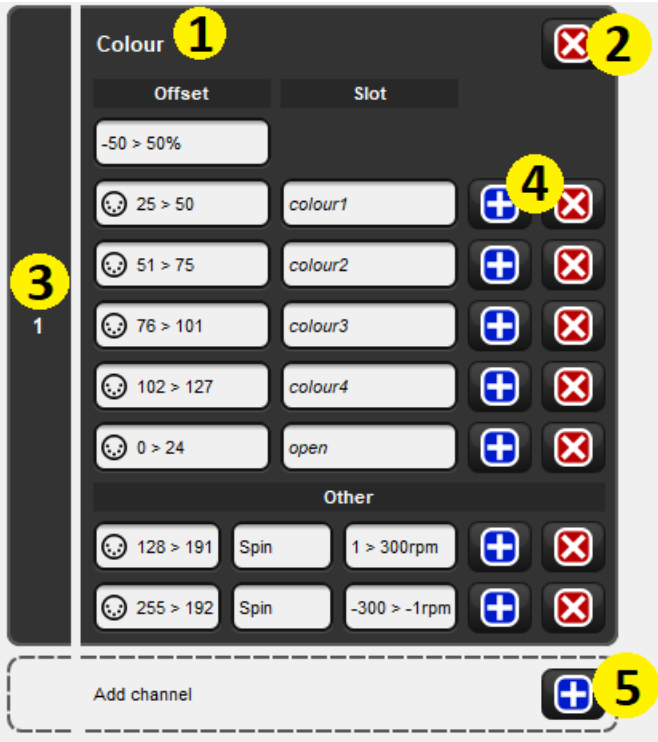 Colour 1 2
Offset Slot
-50 > 50%
25 > 50 colour1 4
51 > 75 colour2
3
76 > 101 colour3
1
102 > 127 colour4
0 > 24 open
Other
128 > 191 Spin 1 > 300rpm
255 > 192 Spin -300 > -1rpm
Add channel 5